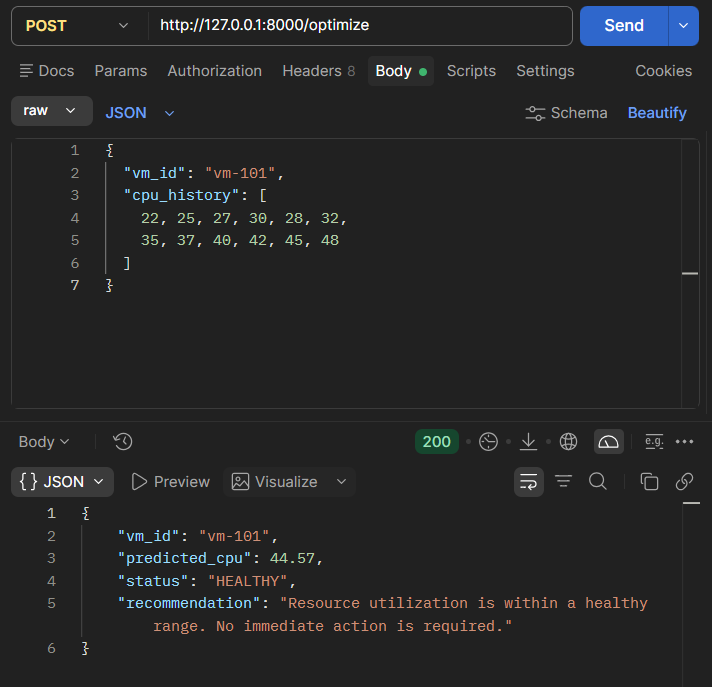 POST http://127.0.0.1:8000/optimize Send
Docs Params Authorization Headers 8 Body Scripts Settings Cookies
raw JSON Schema Beautify
1 {
2 "vm_id": "vm-101",
3 "cpu_history": [
4 22, 25, 27, 30, 28, 32,
5 35, 37, 40, 42, 45, 48
6 ]
7 }
Body 200 e.g.
{} JSON Preview Visualize
1 {
2 "vm_id": "vm-101",
3 "predicted_cpu": 44.57,
4 "status": "HEALTHY",
5 "recommendation": "Resource utilization is within a healthy
range. No immediate action is required."
6 }